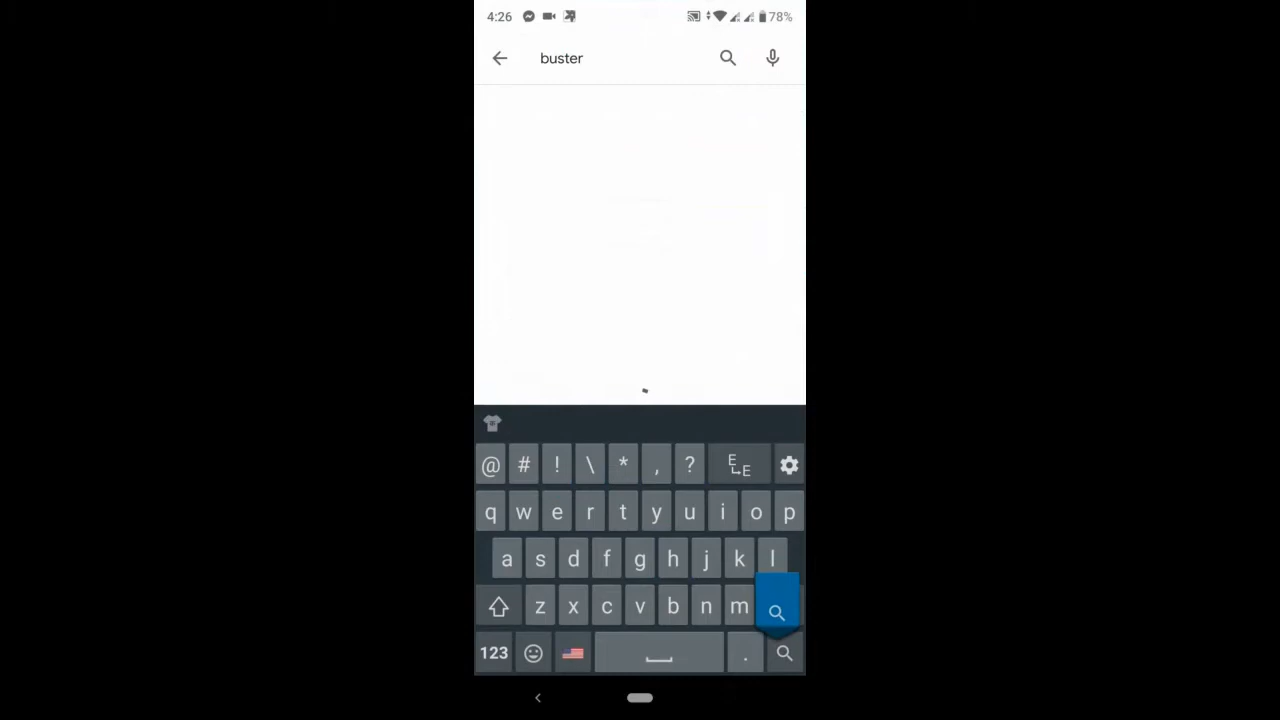 4:26 78%
buster
@ # ! \ * , ? E E
q w e r t y u i o p
a s d f g h j k l
z x c v b n m
123 .